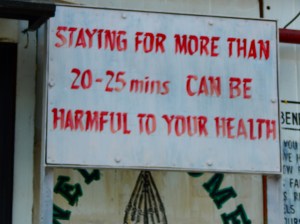 STAYING FOR MORE THAN
20-25 mins CAN BE
HARMFUL TO YOUR HEALTH